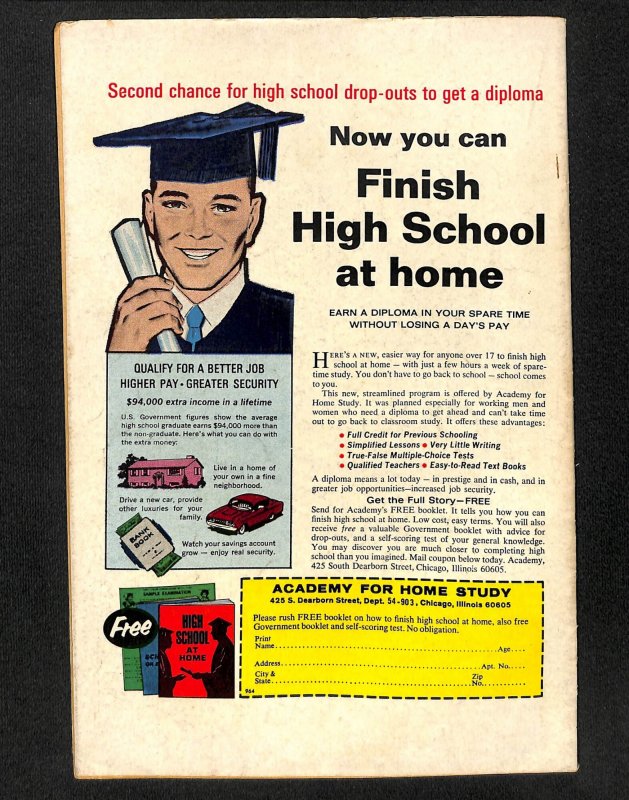 Second chance for high school drop-outs to get a diploma
Now you can
Finish
High School
at home
EARN A DIPLOMA IN YOUR SPARE TIME
WITHOUT LOSING A DAY'S PAY
QUALIFY FOR A BETTER JOB
HIGHER PAY • GREATER SECURITY
$94,000 extra income in a lifetime
U.S. Government figures show the average
high school graduate earns $94,000 more than
the non-graduate. Here's what you can do with
the extra money:
Live in a home of
your own in a fine
neighborhood.
Drive a new car, provide
other luxuries for your
family.
BANK
BOOK
Watch your savings account
grow — enjoy real security.
HERE'S A NEW, easier way for anyone over 17 to finish high
school at home — with just a few hours a week of spare-
time study. You don't have to go back to school — school comes
to you.
This new, streamlined program is offered by Academy for
Home Study. It was planned especially for working men and
women who need a diploma to get ahead and can't take time
out to go back to classroom study. It offers these advantages:
• Full Credit for Previous Schooling
• Simplified Lessons • Very Little Writing
• True-False Multiple-Choice Tests
• Qualified Teachers • Easy-to-Read Text Books
A diploma means a lot today — in prestige and in cash, and in
greater job opportunities—increased job security.
Get the Full Story—FREE
Send for Academy's FREE booklet. It tells you how you can
finish high school at home. Low cost, easy terms. You will also
receive free a valuable Government booklet with advice for
drop-outs, and a self-scoring test of your general knowledge.
You may discover you are much closer to completing high
school than you imagined. Mail coupon below today. Academy,
425 South Dearborn Street, Chicago, Illinois 60605.
SAMPLE EXAMINATION
Free
HIGH
SCHOOL
AT
HOME
ACADEMY FOR HOME STUDY
425 S. Dearborn Street, Dept. 54-903, Chicago, Illinois 60605
Please rush FREE booklet on how to finish high school at home, also free
Government booklet and self-scoring test. No obligation.
Print
Name Age
Address Apt. No.
City & Zip
State No.
964